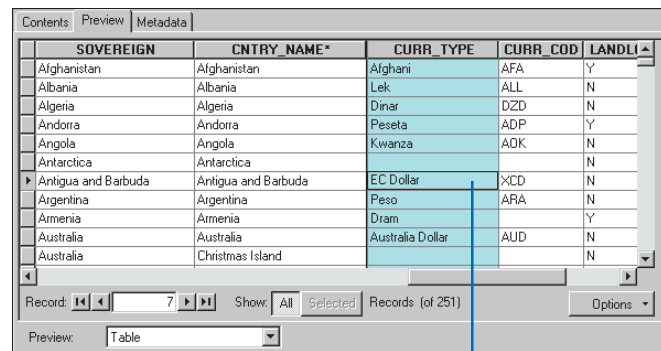 Contents Preview Metadata
SOVEREIGN CNTRY_NAME* CURR_TYPE CURR_COD LANDL
Afghanistan Afghanistan Afghani AFA Y
Albania Albania Lek ALL N
Algeria Algeria Dinar DZD N
Andorra Andorra Peseta ADP Y
Angola Angola Kwanza AOK N
Antarctica Antarctica N
Antigua and Barbuda Antigua and Barbuda EC Dollar XCD N
Argentina Argentina Peso ARA N
Armenia Armenia Dram Y
Australia Australia Australia Dollar AUD N
Australia Christmas Island N
Record: 7 Show: All Selected Records (of 251) Options
Preview: Table